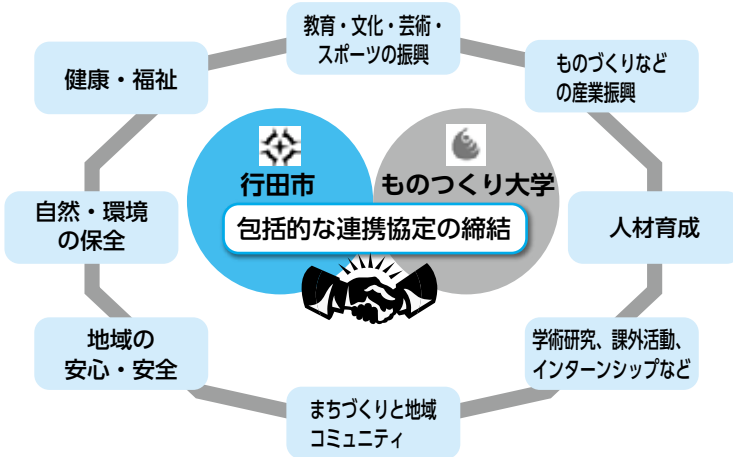 教育・文化・芸術・
スポーツの振興
ものづくりなど
の産業振興
健康・福祉
行田市
ものつくり大学
包括的な連携協定の締結
自然・環境
の保全
人材育成
地域の
安心・安全
学術研究、課外活動、
インターンシップなど
まちづくりと地域
コミュニティ